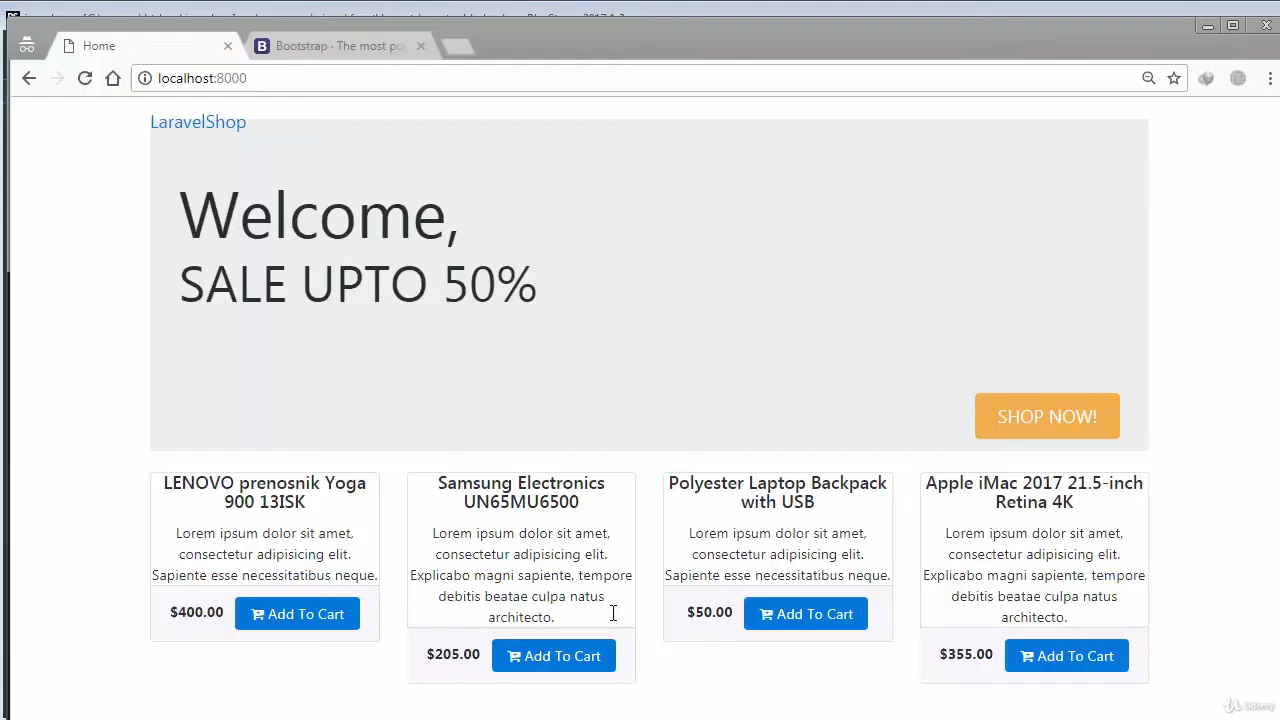 Home
Bootstrap - The most po
localhost:8000
LaravelShop
Welcome,
SALE UPTO 50%
SHOP NOW!
LENOVO prenosnik Yoga
900 13ISK
Lorem ipsum dolor sit amet,
consectetur adipisicing elit.
Sapiente esse necessitatibus neque.
$400.00 Add To Cart
Samsung Electronics
UN65MU6500
Lorem ipsum dolor sit amet,
consectetur adipisicing elit.
Explicabo magni sapiente, tempore
debitis beatae culpa natus
architecto.
$205.00 Add To Cart
Polyester Laptop Backpack
with USB
Lorem ipsum dolor sit amet,
consectetur adipisicing elit.
Sapiente esse necessitatibus neque.
$50.00 Add To Cart
Apple iMac 2017 21.5-inch
Retina 4K
Lorem ipsum dolor sit amet,
consectetur adipisicing elit.
Explicabo magni sapiente, tempore
debitis beatae culpa natus
architecto.
$355.00 Add To Cart
Udemy